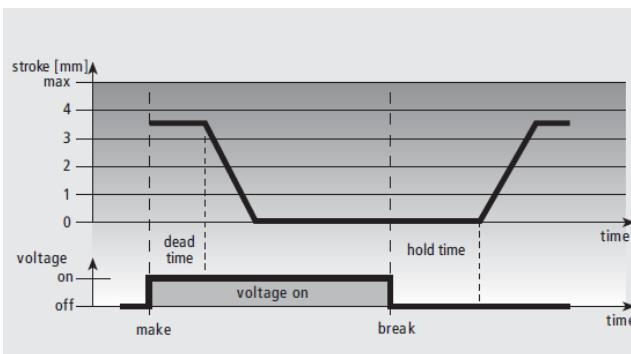 stroke [mm]
max
4
3
2
1
0
time
dead
time
hold time
voltage
on
voltage on
off
time
make
break